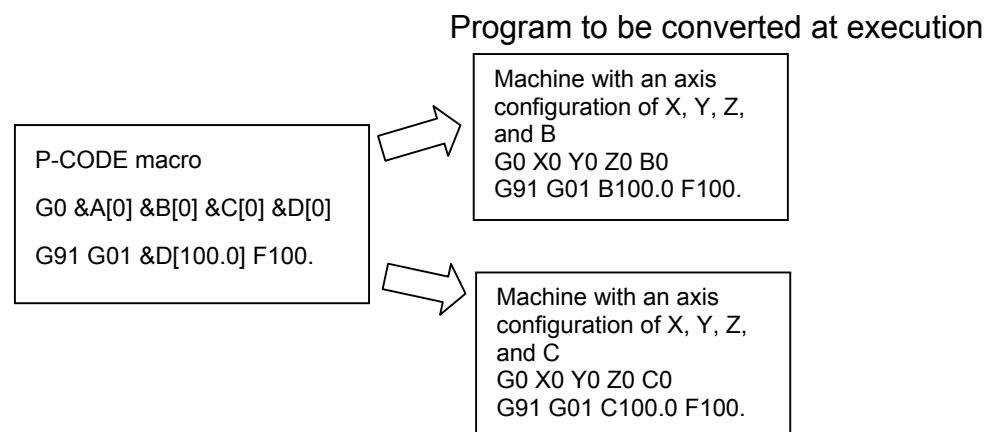 Program to be converted at execution
P-CODE macro
G0 &A[0] &B[0] &C[0] &D[0]
G91 G01 &D[100.0] F100.
Machine with an axis
configuration of X, Y, Z,
and B
G0 X0 Y0 Z0 B0
G91 G01 B100.0 F100.
Machine with an axis
configuration of X, Y, Z,
and C
G0 X0 Y0 Z0 C0
G91 G01 C100.0 F100.